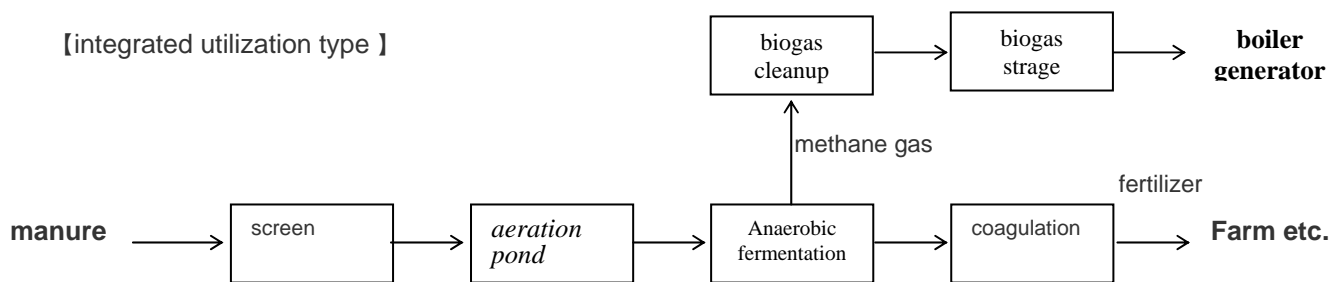 【integrated utilization type 】
biogas
cleanup
biogas
strage
boiler
generator
methane gas
fertilizer
manure
screen
aeration
pond
Anaerobic
fermentation
coagulation
Farm etc.